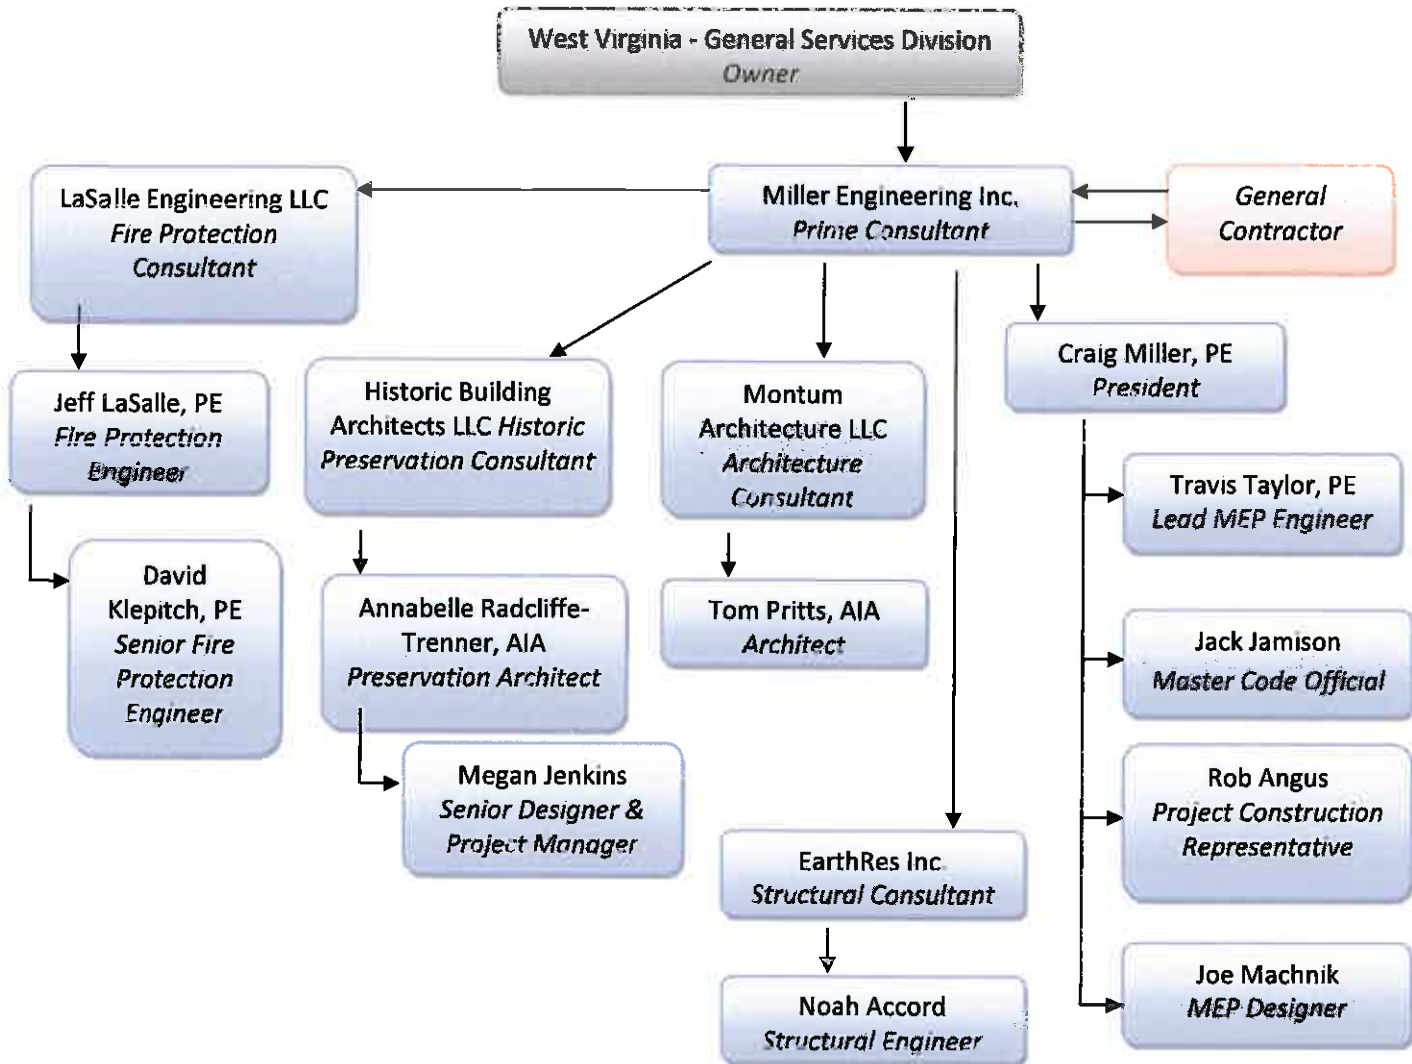 West Virginia - General Services Division
Owner
LaSalle Engineering LLC
Fire Protection
Consultant
Miller Engineering Inc.
Prime Consultant
General
Contractor
Jeff LaSalle, PE
Fire Protection
Engineer
Historic Building
Architects LLC Historic
Preservation Consultant
Montum
Architecture LLC
Architecture
Consultant
Craig Miller, PE
President
David
Klepitch, PE
Senior Fire
Protection
Engineer
Annabelle Radcliffe-
Trenner, AIA
Preservation Architect
Tom Pritts, AIA
Architect
Travis Taylor, PE
Lead MEP Engineer
Jack Jamison
Master Code Official
Megan Jenkins
Senior Designer &
Project Manager
Rob Angus
Project Construction
Representative
EarthRes Inc
Structural Consultant
Joe Machnik
MEP Designer
Noah Accord
Structural Engineer